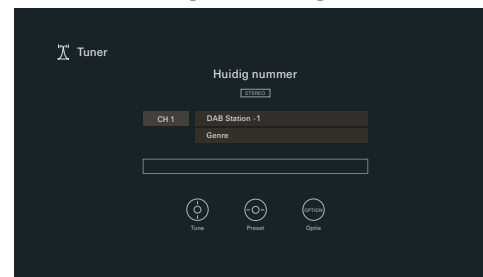 Tuner
Huidig nummer
STEREO
CH 1
DAB Station -1
Genre
OPTION
Tune
Preset
Optie